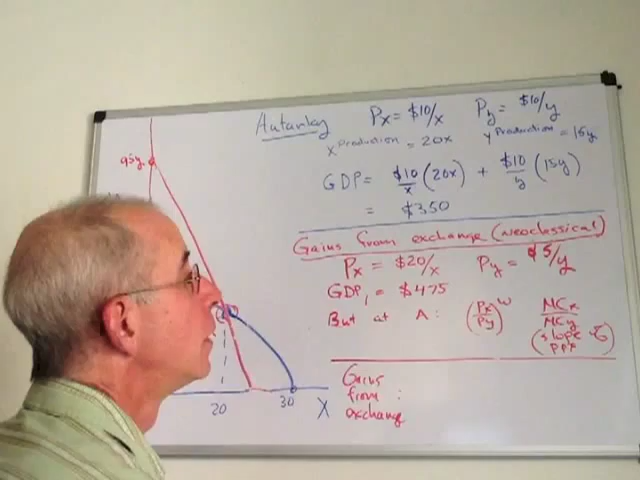 Autarky Px = $10/x Py = $10/y
x Production = 20x y Production = 15y
GDP = $10/x (20x) + $10/y (15y)
= $350
Gains from exchange (neoclassical)
Px = $20/x Py = $5/y
GDP1 = $475
But at A: (Px/Py)^w MCx/MCy
(slope PPF)
Gains
from :
exchange
95y
20 30 X